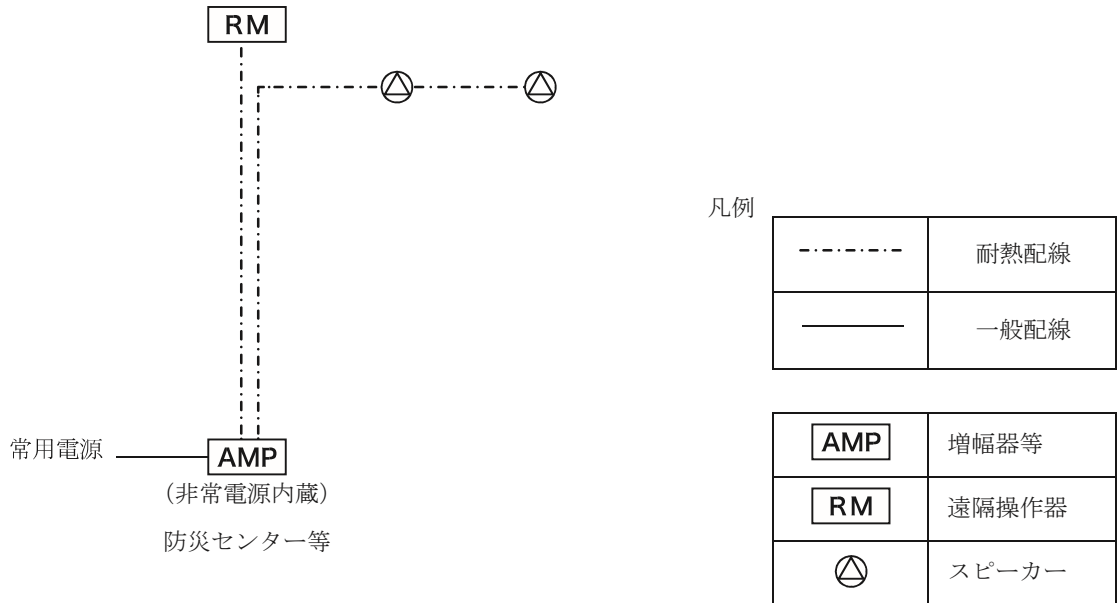 RM
凡例
耐熱配線
一般配線
常用電源
AMP
（非常電源内蔵）
防災センター等
AMP 増幅器等
RM 遠隔操作器
スピーカー